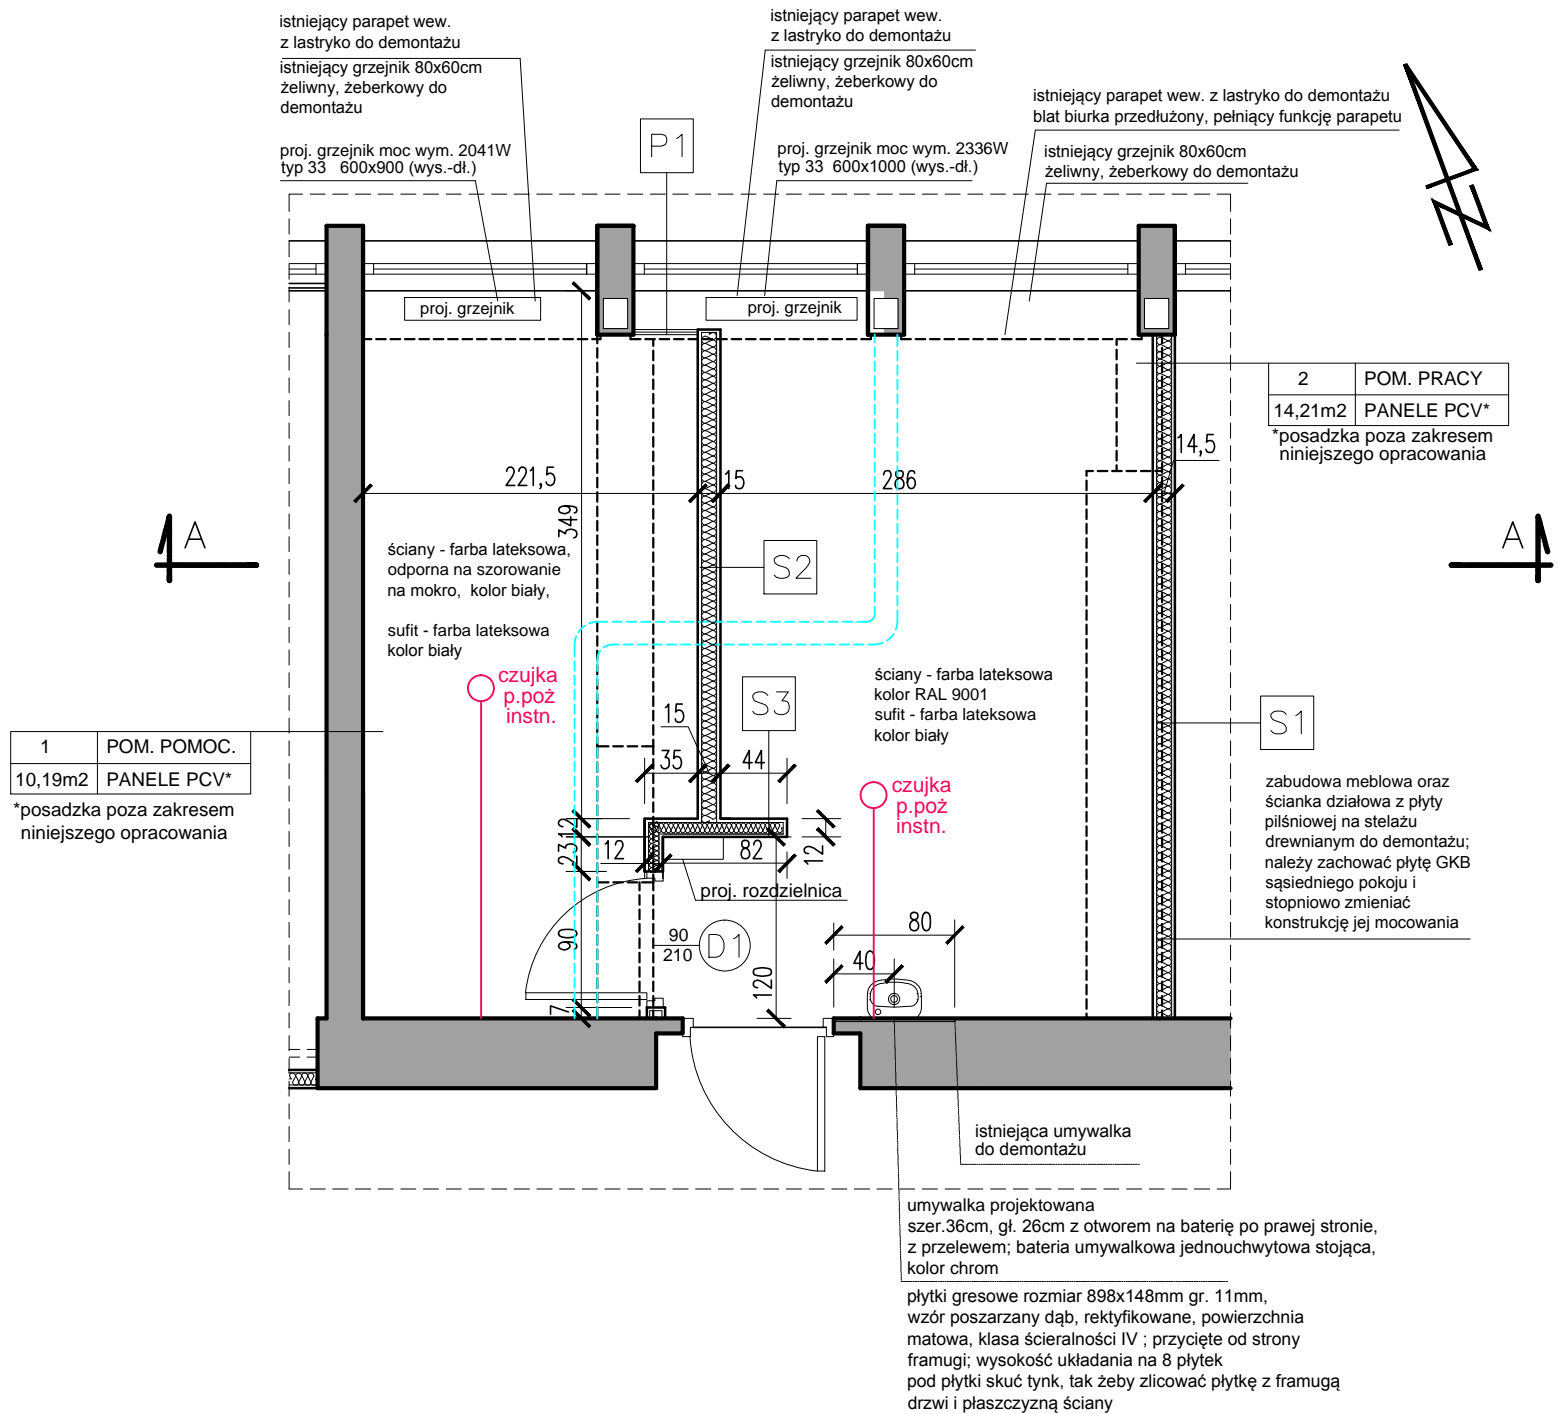 istniejący parapet wew.
z lastryko do demontażu
istniejący grzejnik 80x60cm
żeliwny, żeberkowy do
demontażu
proj. grzejnik moc wym. 2041W
typ 33 600x900 (wys.-dł.)
istniejący parapet wew.
z lastryko do demontażu
istniejący grzejnik 80x60cm
żeliwny, żeberkowy do
demontażu
proj. grzejnik moc wym. 2336W
typ 33 600x1000 (wys.-dł.)
istniejący parapet wew. z lastryko do demontażu
blat biurka przedłużony, pełniący funkcję parapetu
istniejący grzejnik 80x60cm
żeliwny, żeberkowy do demontażu
P1
proj. grzejnik
proj. grzejnik
2 POM. PRACY
14,21m2 PANELE PCV*
*posadzka poza zakresem
niniejszego opracowania
14,5
221,5
15
286
349
A
A
ściany - farba lateksowa,
odporna na szorowanie
na mokro, kolor biały,
sufit - farba lateksowa
kolor biały
S2
czujka
p.poż
instn.
S3
ściany - farba lateksowa
kolor RAL 9001
sufit - farba lateksowa
kolor biały
S1
1 POM. POMOC.
10,19m2 PANELE PCV*
*posadzka poza zakresem
niniejszego opracowania
15
35
44
czujka
p.poż
instn.
zabudowa meblowa oraz
ścianka działowa z płyty
pilśniowej na stelażu
drewnianym do demontażu;
należy zachować płytę GKB
sąsiedniego pokoju i
stopniowo zmieniać
konstrukcję jej mocowania
12
23
12
82
12
proj. rozdzielnica
90
90
210
D1
120
80
40
7
istniejąca umywalka
do demontażu
umywalka projektowana
szer.36cm, gł. 26cm z otworem na baterię po prawej stronie,
z przelewem; bateria umywalkowa jednouchwytowa stojąca,
kolor chrom
płytki gresowe rozmiar 898x148mm gr. 11mm,
wzór poszarzany dąb, rektyfikowane, powierzchnia
matowa, klasa ścieralności IV ; przycięte od strony
framugi; wysokość układania na 8 płytek
pod płytki skuć tynk, tak żeby zlicować płytkę z framugą
drzwi i płaszczyzną ściany